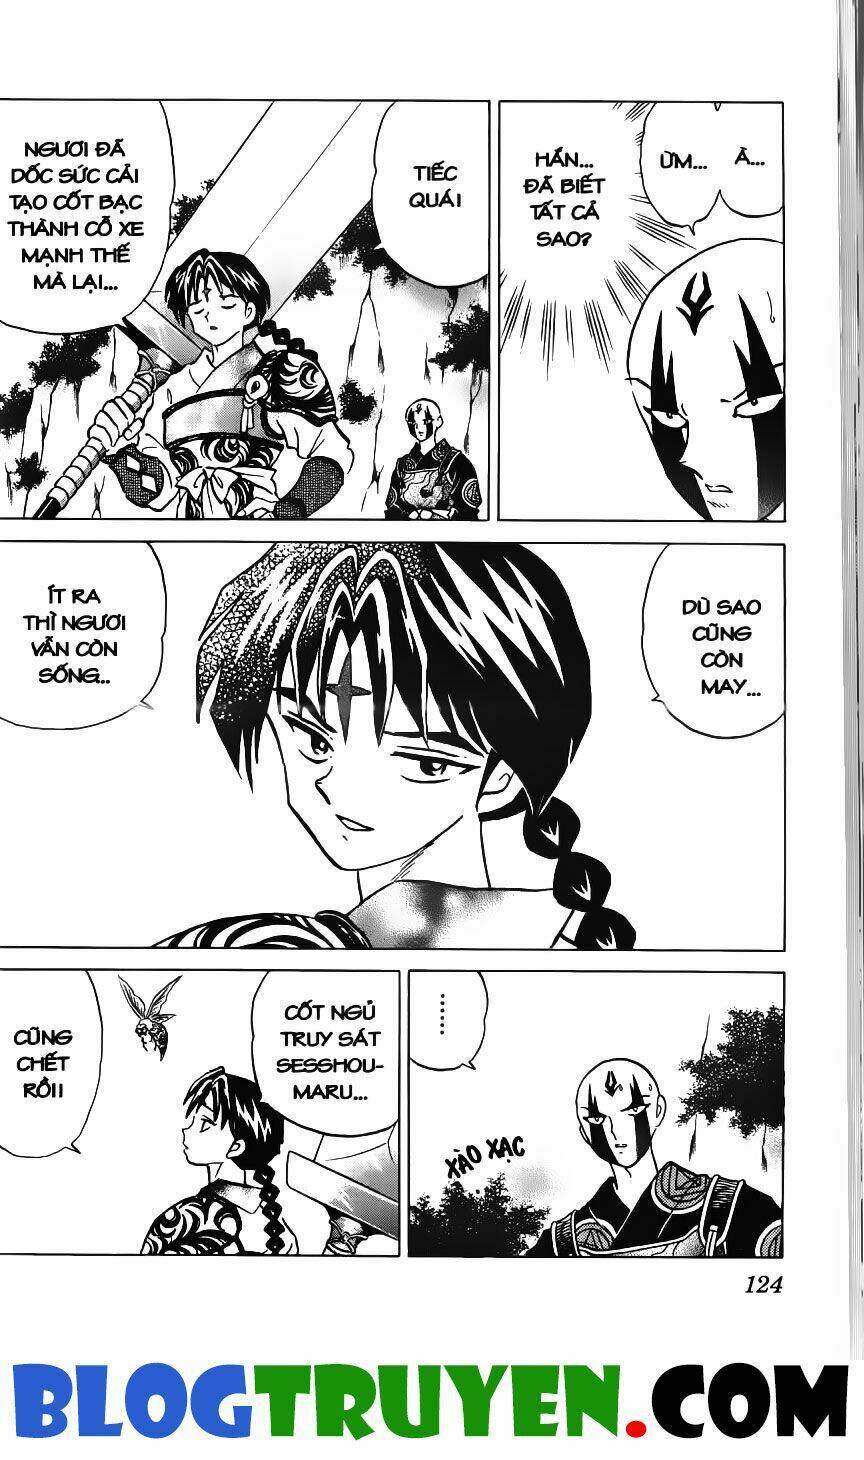 ỪM... À...
HẮN...
ĐÃ BIẾT
TẤT CẢ
SAO?
TIẾC
QUÁ!
NGƯƠI ĐÃ
DỐC SỨC CẢI
TẠO CỐT BẠC
THÀNH CỖ XE
MẠNH THẾ
MÀ LẠI...
DÙ SAO
CŨNG
CÒN
MAY...
ÍT RA
THÌ NGƯƠI
VẪN CÒN
SỐNG...
......
XÀO XẠC
CỐT NGỦ
TRUY SÁT
SESSHOU-
MARU...
CŨNG
CHẾT
RỒI!
124
BLOGTRUYEN.COM